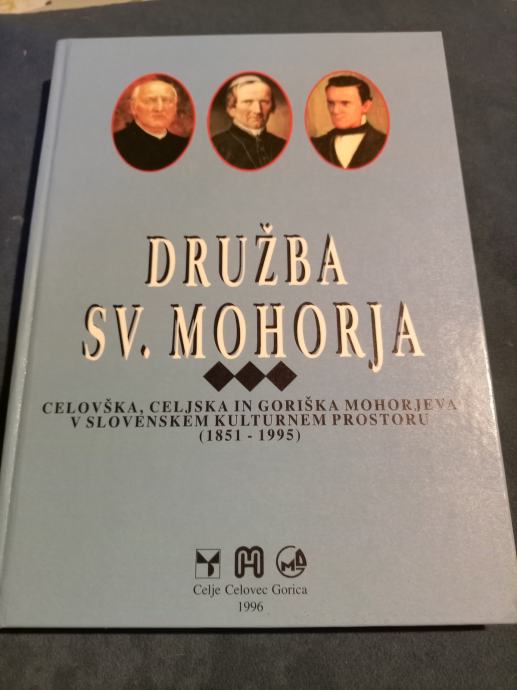 DRUŽBA
SV. MOHORJA
CELOVŠKA, CELJSKA IN GORIŠKA MOHORJEVA
V SLOVENSKEM KULTURNEM PROSTORU
(1851 - 1995)
Celje Celovec Gorica
1996